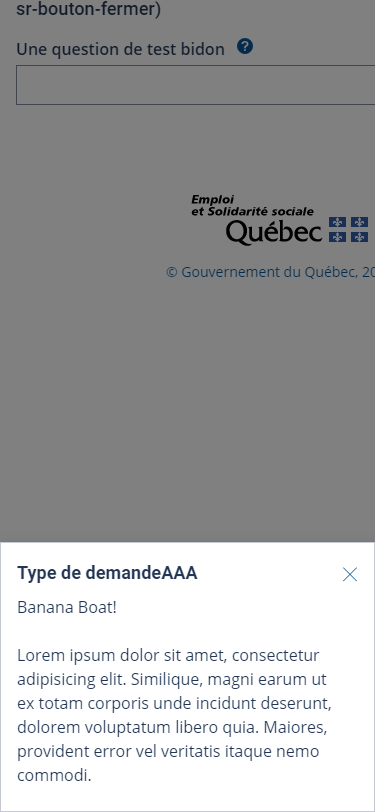 sr-bouton-fermer)
Une question de test bidon ?
Emploi
et Solidarité sociale
Québec
© Gouvernement du Québec, 20
Type de demandeAAA
Banana Boat!
Lorem ipsum dolor sit amet, consectetur
adipisicing elit. Similique, magni earum ut
ex totam corporis unde incidunt deserunt,
dolorem voluptatum libero quia. Maiores,
provident error vel veritatis itaque nemo
commodi.